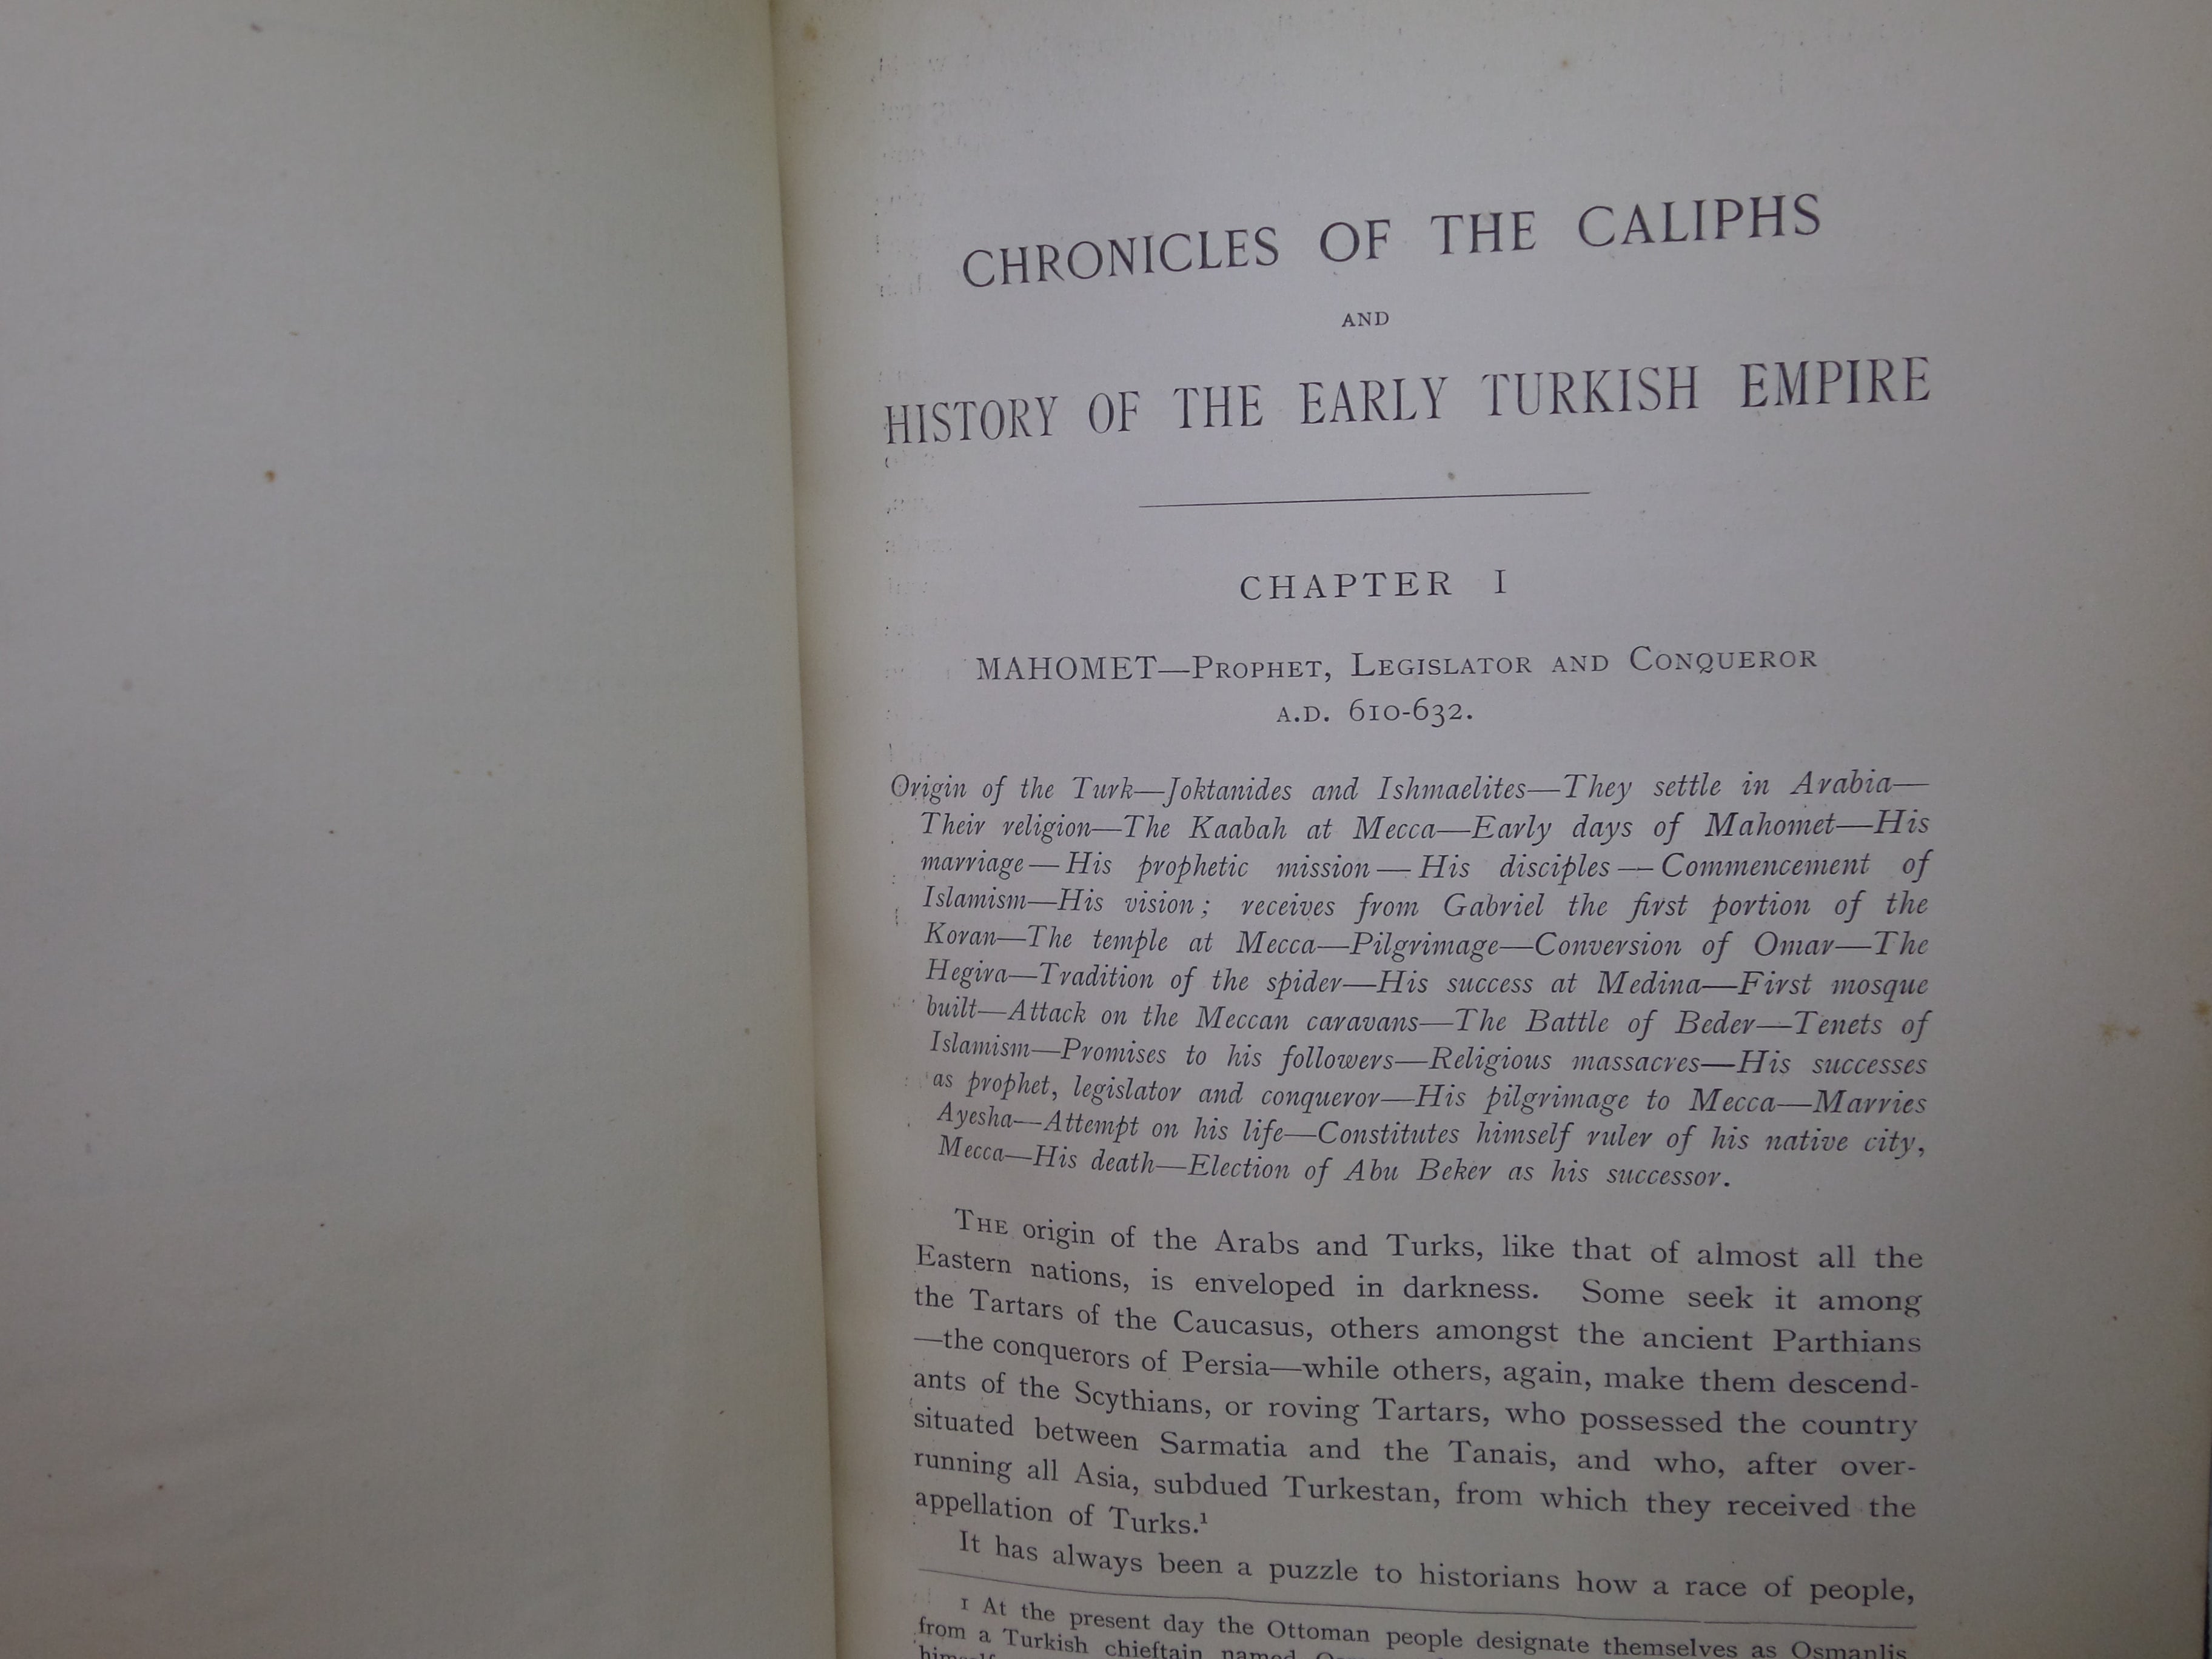 CHRONICLES OF THE CALIPHS
AND
HISTORY OF THE EARLY TURKISH EMPIRE
CHAPTER I
MAHOMET—Prophet, Legislator and Conqueror
A.D. 610-632.
Origin of the Turk—Joktanides and Ishmaelites—They settle in Arabia—
Their religion—The Kaabah at Mecca—Early days of Mahomet—His
marriage—His prophetic mission—His disciples—Commencement of
Islamism—His vision; receives from Gabriel the first portion of the
Koran—The temple at Mecca—Pilgrimage—Conversion of Omar—The
Hegira—Tradition of the spider—His success at Medina—First mosque
built—Attack on the Meccan caravans—The Battle of Beder—Tenets of
Islamism—Promises to his followers—Religious massacres—His successes
as prophet, legislator and conqueror—His pilgrimage to Mecca—Marries
Ayesha—Attempt on his life—Constitutes himself ruler of his native city,
Mecca—His death—Election of Abu Beker as his successor.
The origin of the Arabs and Turks, like that of almost all the
Eastern nations, is enveloped in darkness. Some seek it among
the Tartars of the Caucasus, others amongst the ancient Parthians
—the conquerors of Persia—while others, again, make them descend-
ants of the Scythians, or roving Tartars, who possessed the country
situated between Sarmatia and the Tanais, and who, after over-
running all Asia, subdued Turkestan, from which they received the
appellation of Turks.¹
It has always been a puzzle to historians how a race of people,
1 At the present day the Ottoman people designate themselves as Osmanlis,
from a Turkish chieftain named